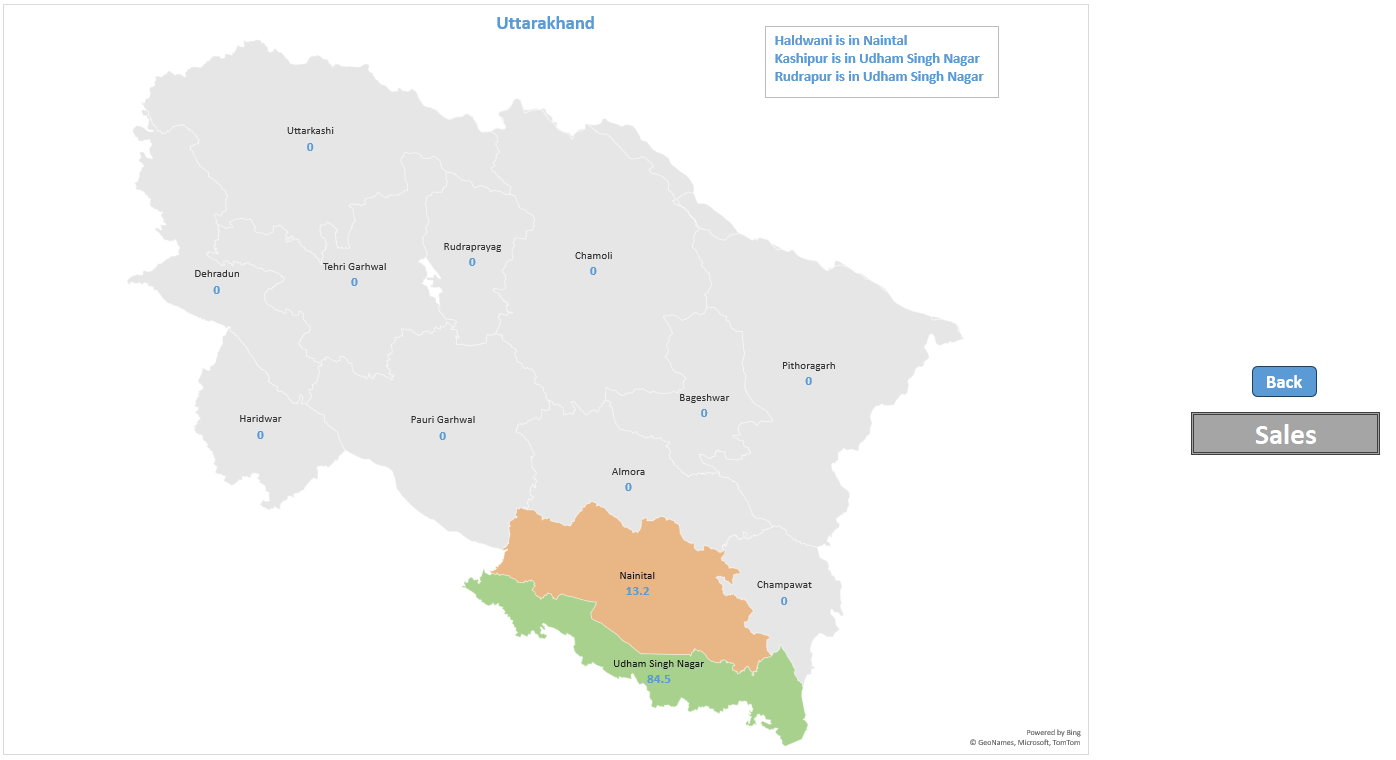 Uttarakhand
Haldwani is in Naintal
Kashipur is in Udham Singh Nagar
Rudrapur is in Udham Singh Nagar
Uttarkashi
0
Rudraprayag
0
Chamoli
0
Tehri Garhwal
0
Dehradun
0
Pithoragarh
0
Back
Bageshwar
0
Haridwar
0
Pauri Garhwal
0
Sales
Almora
0
Nainital
13.2
Champawat
0
Udham Singh Nagar
84.5
Powered by Bing
© GeoNames, Microsoft, TomTom